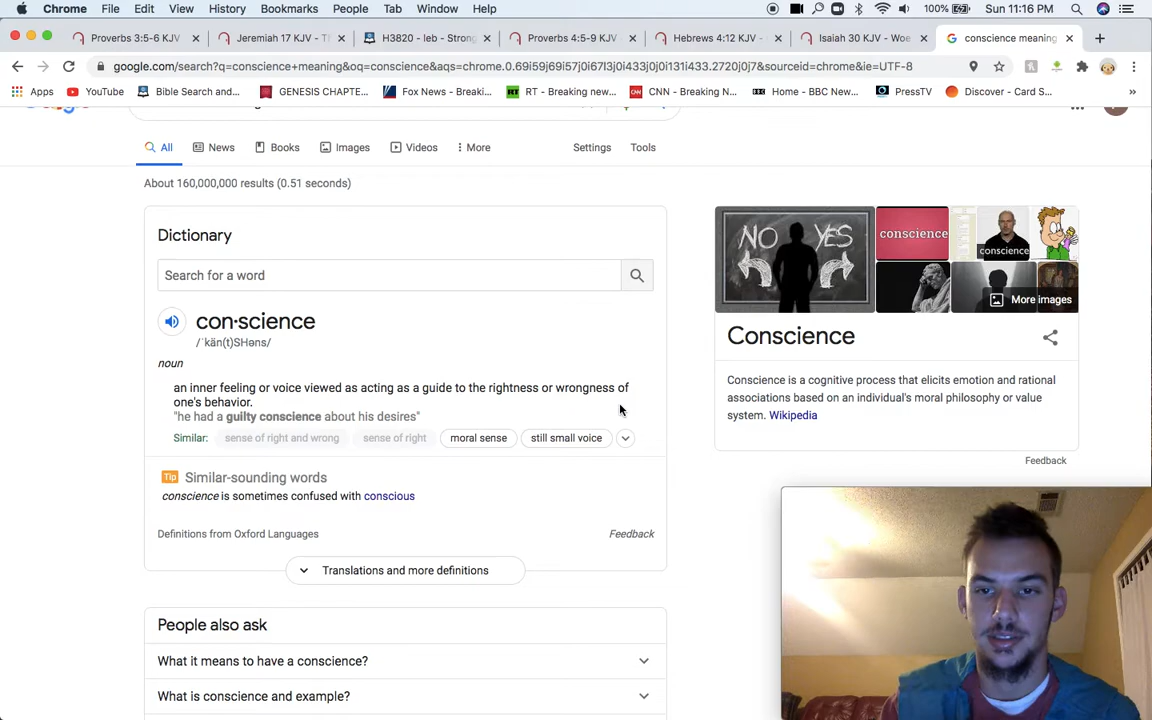 Chrome File Edit View History Bookmarks People Tab Window Help 100% Sun 11:16 PM
Proverbs 3:5-6 KJV Jeremiah 17 KJV - Th H3820 - leb - Strong Proverbs 4:5-9 KJV Hebrews 4:12 KJV - Isaiah 30 KJV - Woe conscience meaning
google.com/search?q=conscience+meaning&oq=conscience&aqs=chrome.0.69i59j69i57j0i67l3j0i433j0j0i131i433.2720j0j7&sourceid=chrome&ie=UTF-8
Apps YouTube Bible Search and... GENESIS CHAPTE... Fox News - Breaki... RT - Breaking new... CNN - Breaking N... Home - BBC New... PressTV Discover - Card S... »
All News Books Images Videos More Settings Tools
About 160,000,000 results (0.51 seconds)
Dictionary
Search for a word
con·science
/ˈkän(t)SHəns/
noun
an inner feeling or voice viewed as acting as a guide to the rightness or wrongness of
one's behavior.
"he had a guilty conscience about his desires"
Similar: sense of right and wrong sense of right moral sense still small voice
Tip Similar-sounding words
conscience is sometimes confused with conscious
Definitions from Oxford Languages Feedback
Translations and more definitions
People also ask
What it means to have a conscience?
What is conscience and example?
NO YES
conscience
conscience
More images
Conscience
Conscience is a cognitive process that elicits emotion and rational
associations based on an individual's moral philosophy or value
system. Wikipedia
Feedback